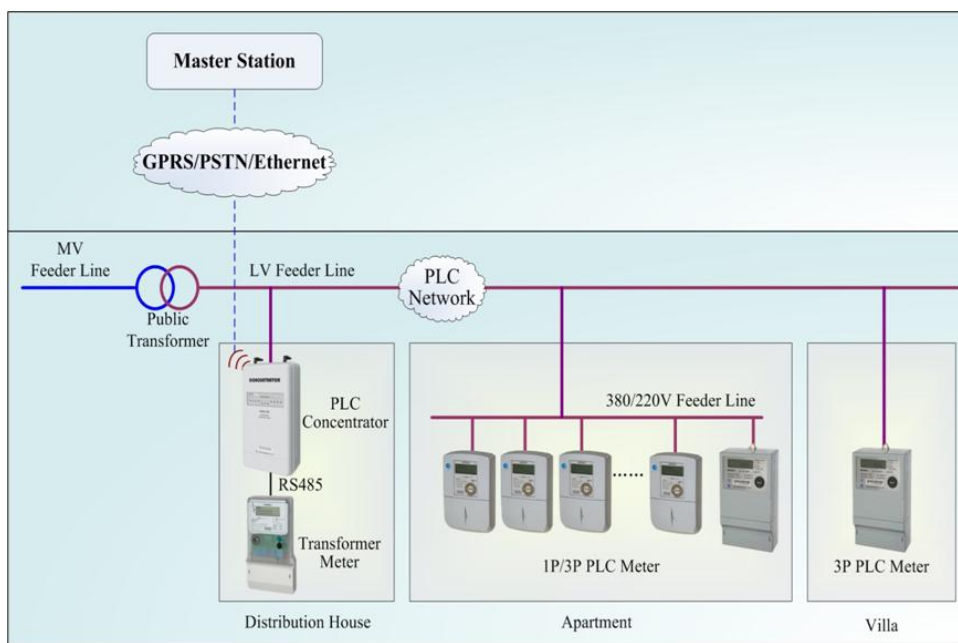 Master Station
GPRS/PSTN/Ethernet
MV
Feeder Line
LV Feeder Line
PLC
Network
Public
Transformer
CONCENTRATOR
PLC
Concentrator
380/220V Feeder Line
RS485
......
Transformer
Meter
1P/3P PLC Meter
3P PLC Meter
Distribution House
Apartment
Villa